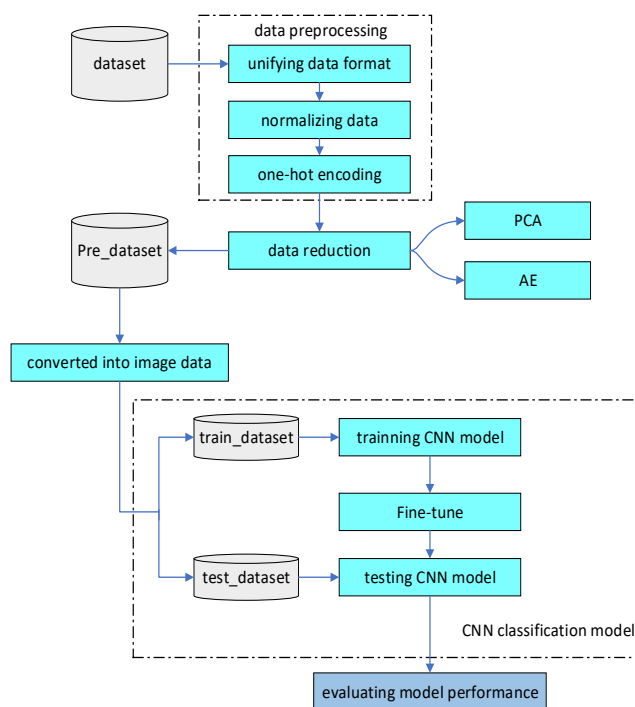 data preprocessing
dataset
unifying data format
normalizing data
one-hot encoding
PCA
Pre_dataset
data reduction
AE
converted into image data
train_dataset
trainning CNN model
Fine-tune
test_dataset
testing CNN model
CNN classification model
evaluating model performance